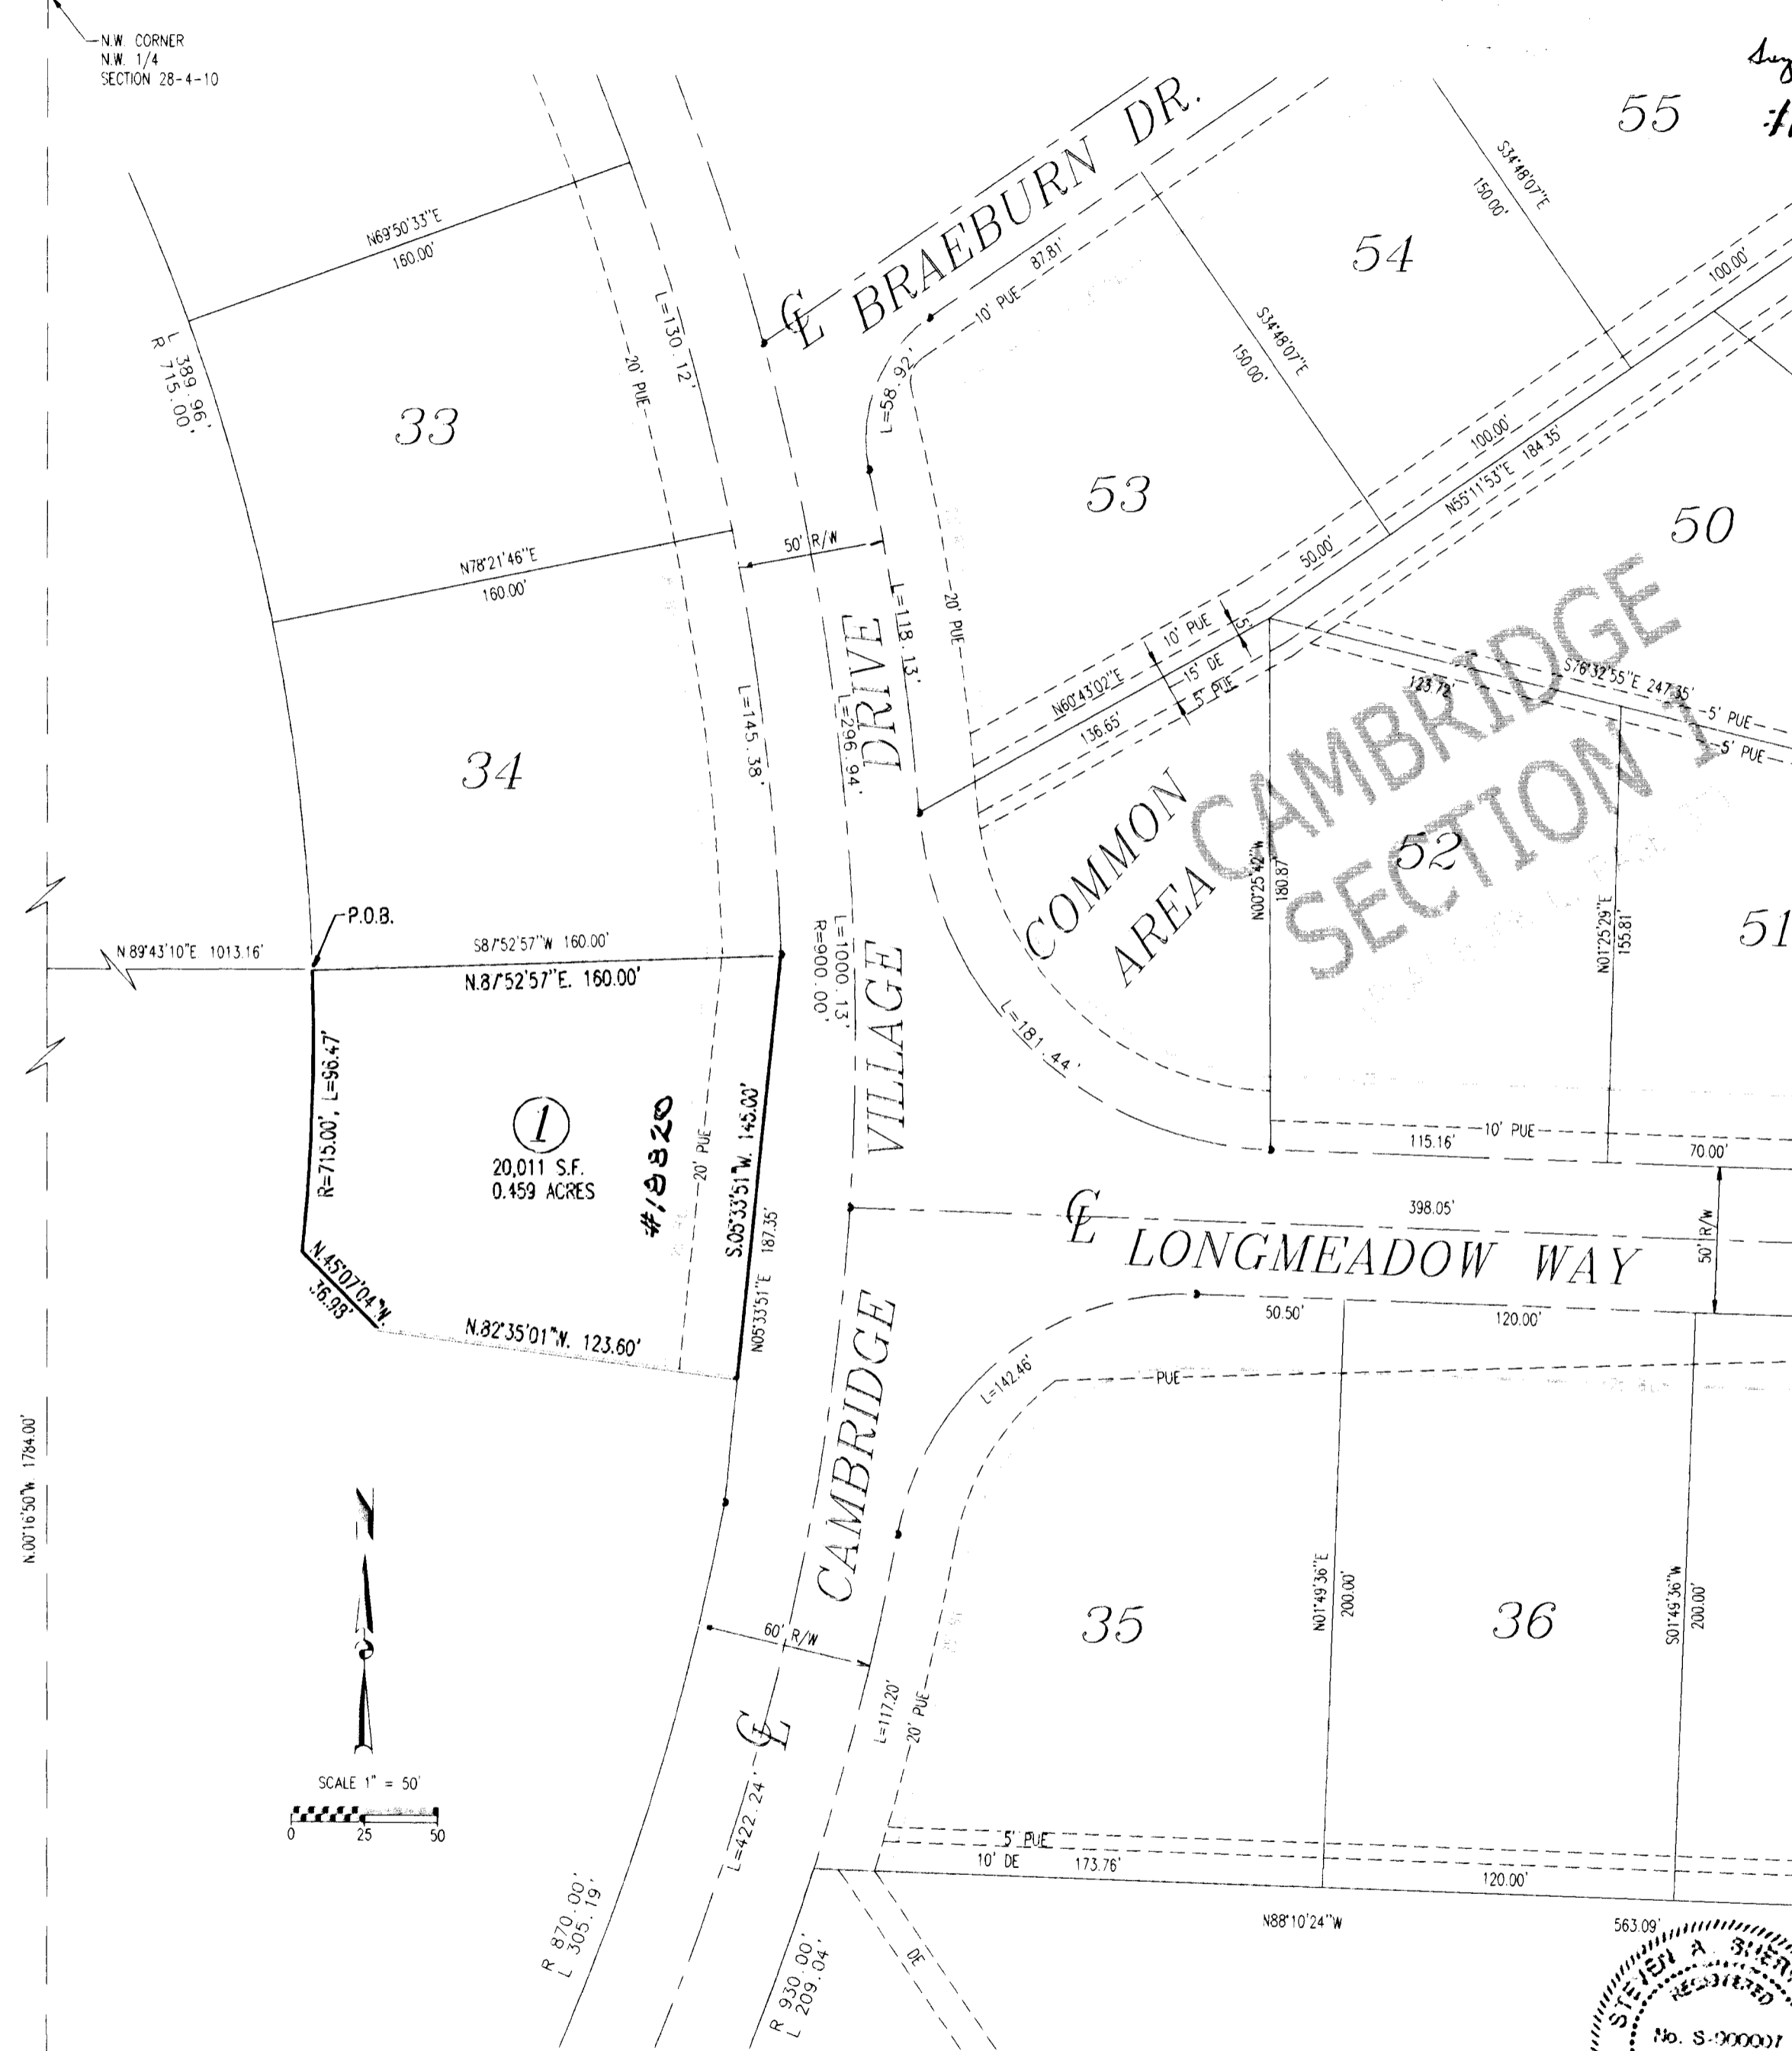 N.W. CORNER
N.W. 1/4
SECTION 28-4-10
55
S34°48'07"E
150.00'
BRAEBURN DR.
54
N69°50'33"E
160.00'
L=130.12'
20' PUE
87.81'
10' PUE
100.00'
S34°48'07"E
150.00'
L 389.96'
R 715.00'
33
L=58.92'
53
100.00'
N55°11'53"E 184.35'
50
50' R/W
50.00'
N78°21'46"E
160.00'
L=118.13'
20' PUE
10' PUE
5'
15' DE
5' PUE
N60°43'02"E
136.65'
CAMBRIDGE
SECTION 1
S76°32'55"E 247.35'
123.72'
5' PUE
5' PUE
34
L=145.38'
L=296.94'
DRIVE
COMMON
AREA
N00°25'42"W
180.87'
52
N01°25'29"E
155.81'
51
P.O.B.
N 89°43'10"E 1013.16'
S87°52'57"W 160.00'
N.87°52'57"E. 160.00'
L=1000.13'
R=900.00'
VILLAGE
L=181.44'
R=715.00', L=96.47'
1
20,011 S.F.
0.459 ACRES
#18820
20' PUE
S.05°33'51"W. 145.00'
N05°33'51"E 187.35'
10' PUE
115.16'
70.00'
398.05'
LONGMEADOW WAY
50' R/W
N.45°07'04"W.
36.98'
N.82°35'01"W. 123.60'
CAMBRIDGE
50.50'
120.00'
L=142.46'
PUE
N.00°16'50"W. 1784.00'
35
N01°49'36"E
200.00'
36
S01°49'36"W
200.00'
60' R/W
L=117.20'
20' PUE
SCALE 1" = 50'
0 25 50
L=422.24'
5' PUE
10' DE
173.76'
120.00'
R 870.00'
L 305.19'
R 930.00'
L 209.04'
DE
N88°10'24"W
563.09'
STEVEN A.
REGISTERED
No. S-900001